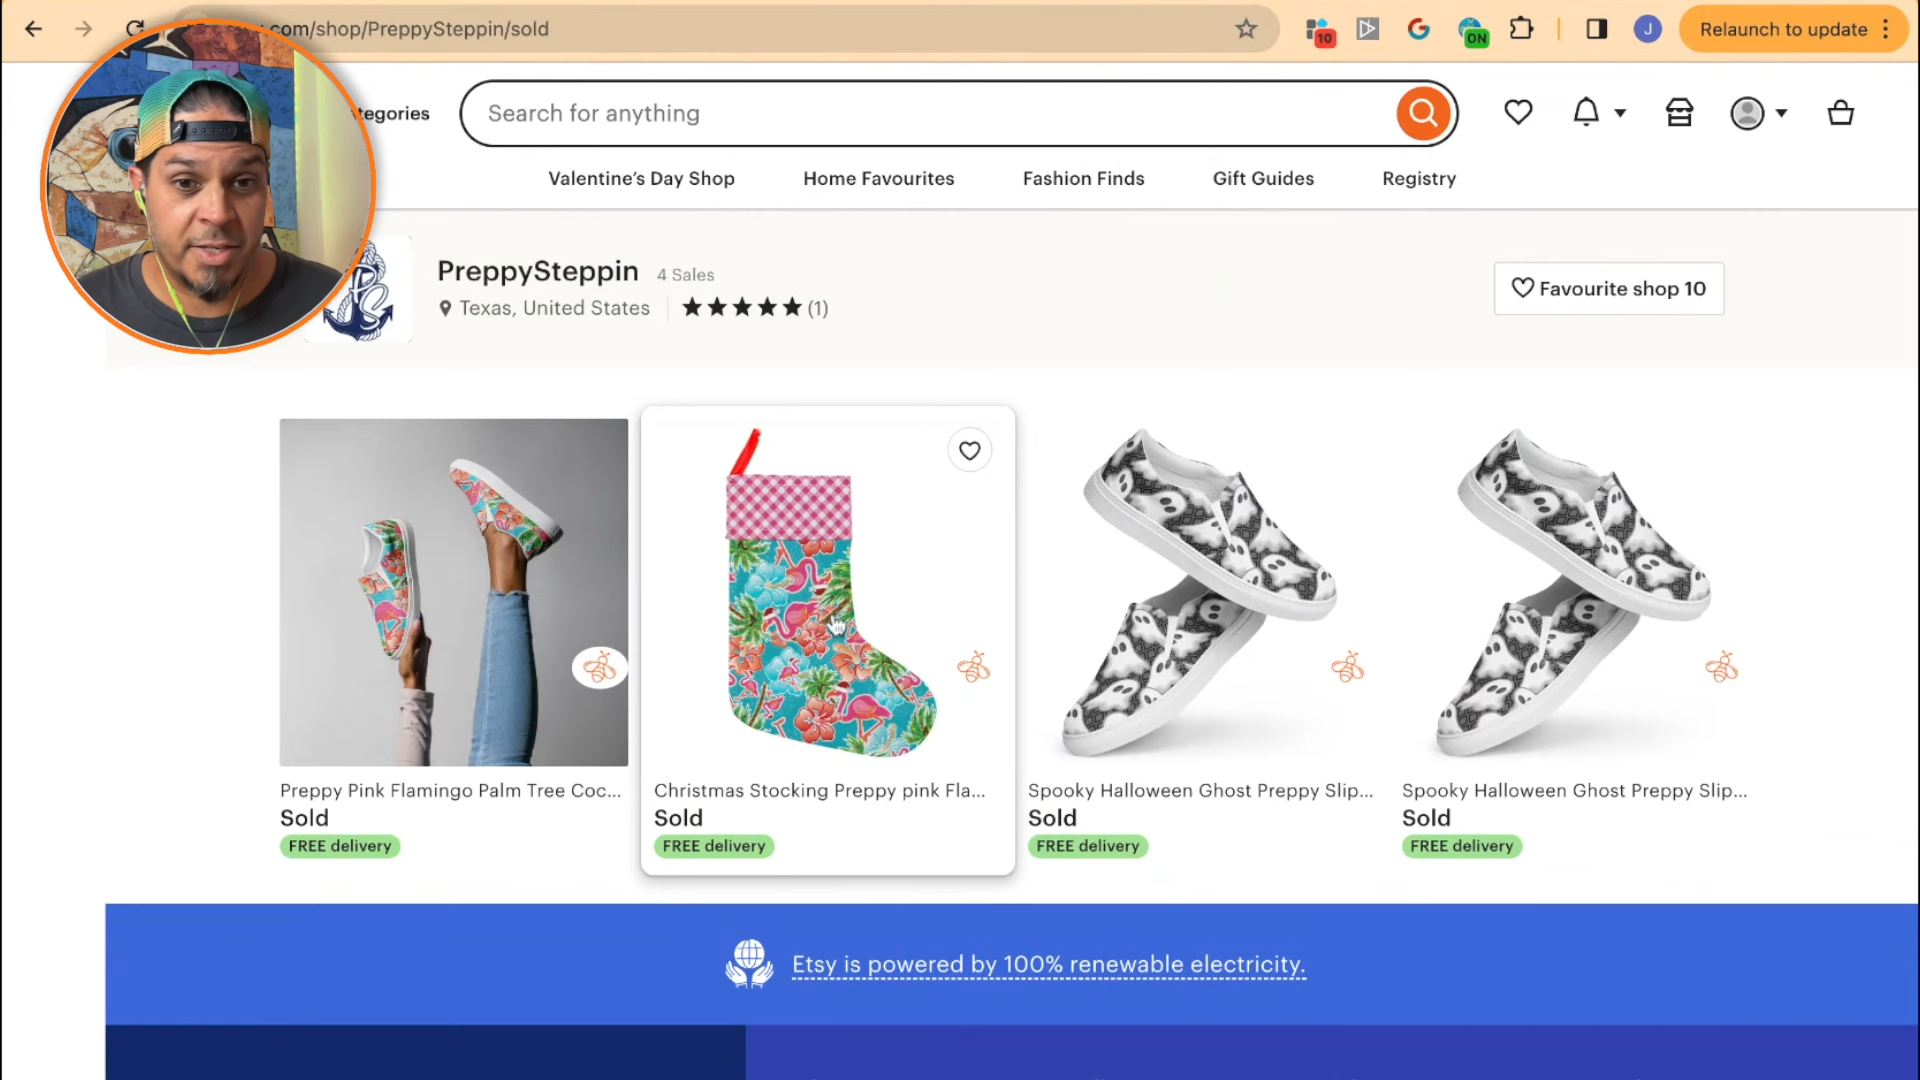 com/shop/PreppySteppin/sold
10
ON
J
Relaunch to update
tegories
Search for anything
Valentine's Day Shop
Home Favourites
Fashion Finds
Gift Guides
Registry
PreppySteppin
4 Sales
Texas, United States
(1)
Favourite shop 10
PS
Preppy Pink Flamingo Palm Tree Coc...
Sold
FREE delivery
Christmas Stocking Preppy pink Fla...
Sold
FREE delivery
Spooky Halloween Ghost Preppy Slip...
Sold
FREE delivery
Spooky Halloween Ghost Preppy Slip...
Sold
FREE delivery
Etsy is powered by 100% renewable electricity.